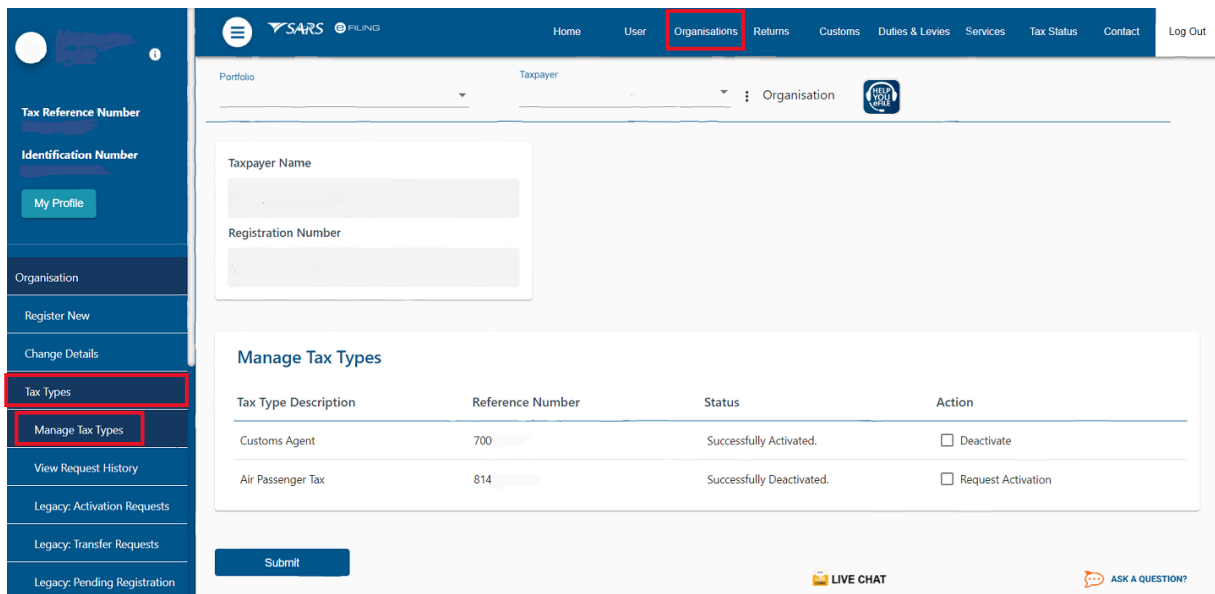 SARS eFILING
Home User Organisations Returns Customs Duties & Levies Services Tax Status Contact Log Out
Tax Reference Number
Identification Number
My Profile
Organisation
Register New
Change Details
Tax Types
Manage Tax Types
View Request History
Legacy: Activation Requests
Legacy: Transfer Requests
Legacy: Pending Registration
Portfolio Taxpayer
Organisation
HELP YOU eFILE
Taxpayer Name
Registration Number
Manage Tax Types
Tax Type Description Reference Number Status Action
Customs Agent 700 Successfully Activated. Deactivate
Air Passenger Tax 814 Successfully Deactivated. Request Activation
Submit
LIVE CHAT
ASK A QUESTION?